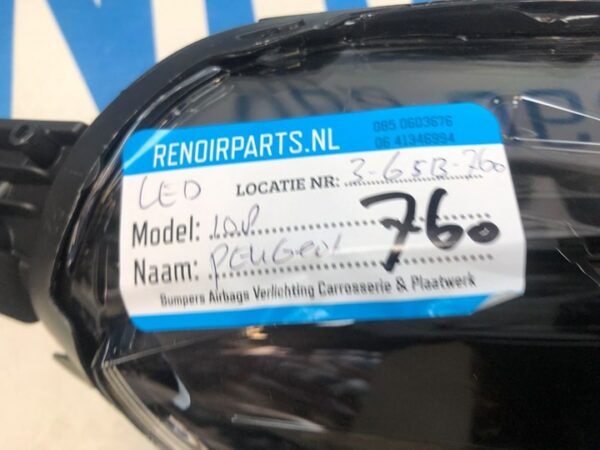 RENOIRPARTS.NL
085 0603676
06 41346994
LED LOCATIE NR: 3-65B-260
Model:
760
Naam: PEUGEOT
Bumpers Airbags Verlichting Carrosserie & Plaatwerk